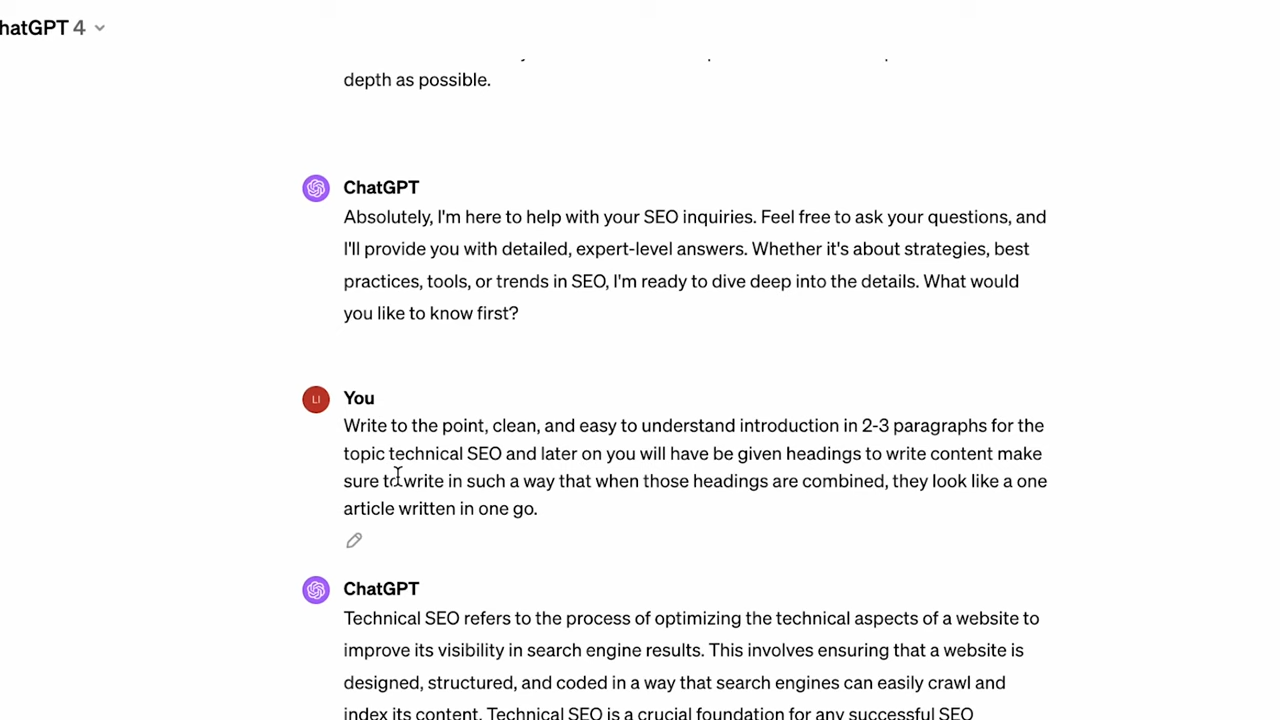 hatGPT 4
depth as possible.
ChatGPT
Absolutely, I'm here to help with your SEO inquiries. Feel free to ask your questions, and
I'll provide you with detailed, expert-level answers. Whether it's about strategies, best
practices, tools, or trends in SEO, I'm ready to dive deep into the details. What would
you like to know first?
LI
You
Write to the point, clean, and easy to understand introduction in 2-3 paragraphs for the
topic technical SEO and later on you will have be given headings to write content make
sure to write in such a way that when those headings are combined, they look like a one
article written in one go.
ChatGPT
Technical SEO refers to the process of optimizing the technical aspects of a website to
improve its visibility in search engine results. This involves ensuring that a website is
designed, structured, and coded in a way that search engines can easily crawl and
index its content. Technical SEO is a crucial foundation for any successful SEO